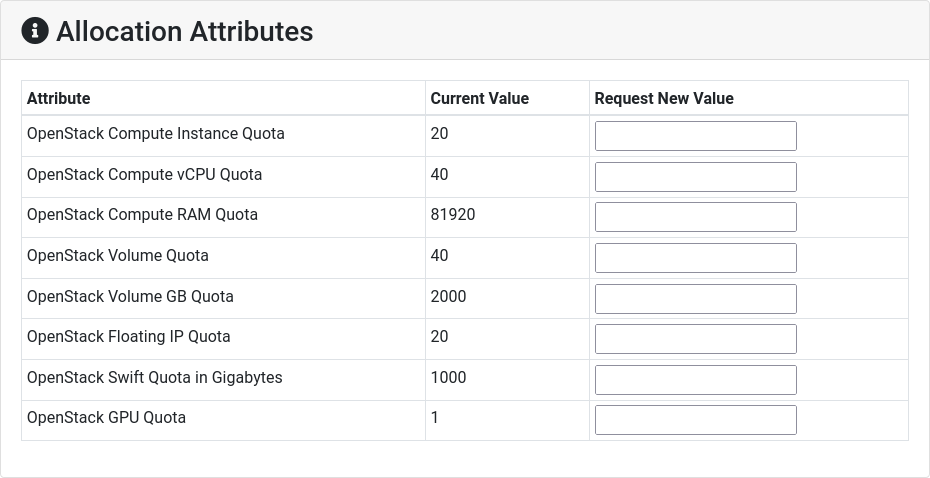 Allocation Attributes
Attribute Current Value Request New Value
OpenStack Compute Instance Quota 20
OpenStack Compute vCPU Quota 40
OpenStack Compute RAM Quota 81920
OpenStack Volume Quota 40
OpenStack Volume GB Quota 2000
OpenStack Floating IP Quota 20
OpenStack Swift Quota in Gigabytes 1000
OpenStack GPU Quota 1